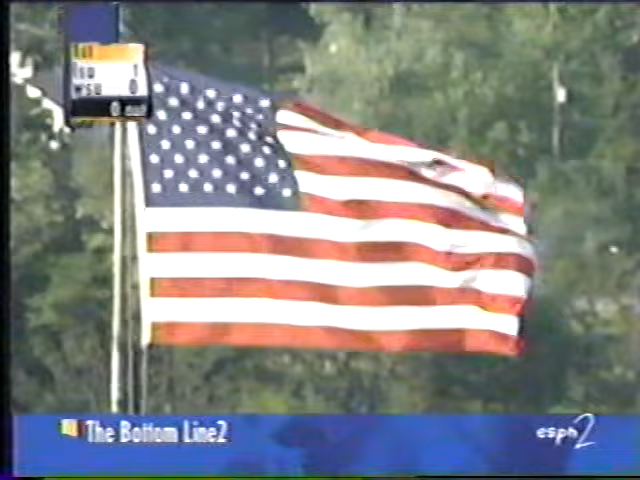 lsu 1
wsu 0
0 out
The Bottom Line2
espn2